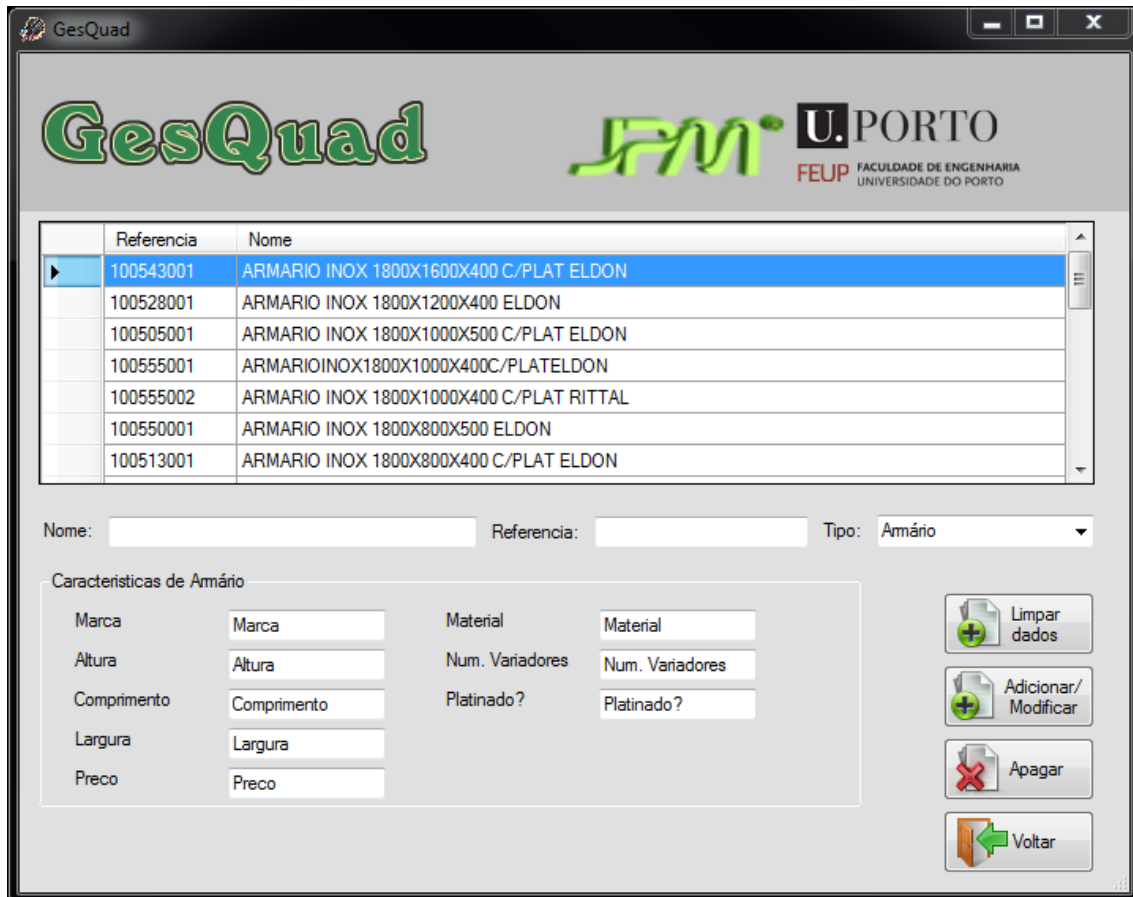 GesQuad
GesQuad
JPM
U.PORTO
FEUP FACULDADE DE ENGENHARIA
UNIVERSIDADE DO PORTO
Referencia Nome
100543001 ARMARIO INOX 1800X1600X400 C/PLAT ELDON
100528001 ARMARIO INOX 1800X1200X400 ELDON
100505001 ARMARIO INOX 1800X1000X500 C/PLAT ELDON
100555001 ARMARIOINOX1800X1000X400C/PLATELDON
100555002 ARMARIO INOX 1800X1000X400 C/PLAT RITTAL
100550001 ARMARIO INOX 1800X800X500 ELDON
100513001 ARMARIO INOX 1800X800X400 C/PLAT ELDON
Nome: Referencia: Tipo: Armário
Caracteristicas de Armário
Marca Marca Material Material
Altura Altura Num. Variadores Num. Variadores
Comprimento Comprimento Platinado? Platinado?
Largura Largura
Preco Preco
Limpar
dados
Adicionar/
Modificar
Apagar
Voltar